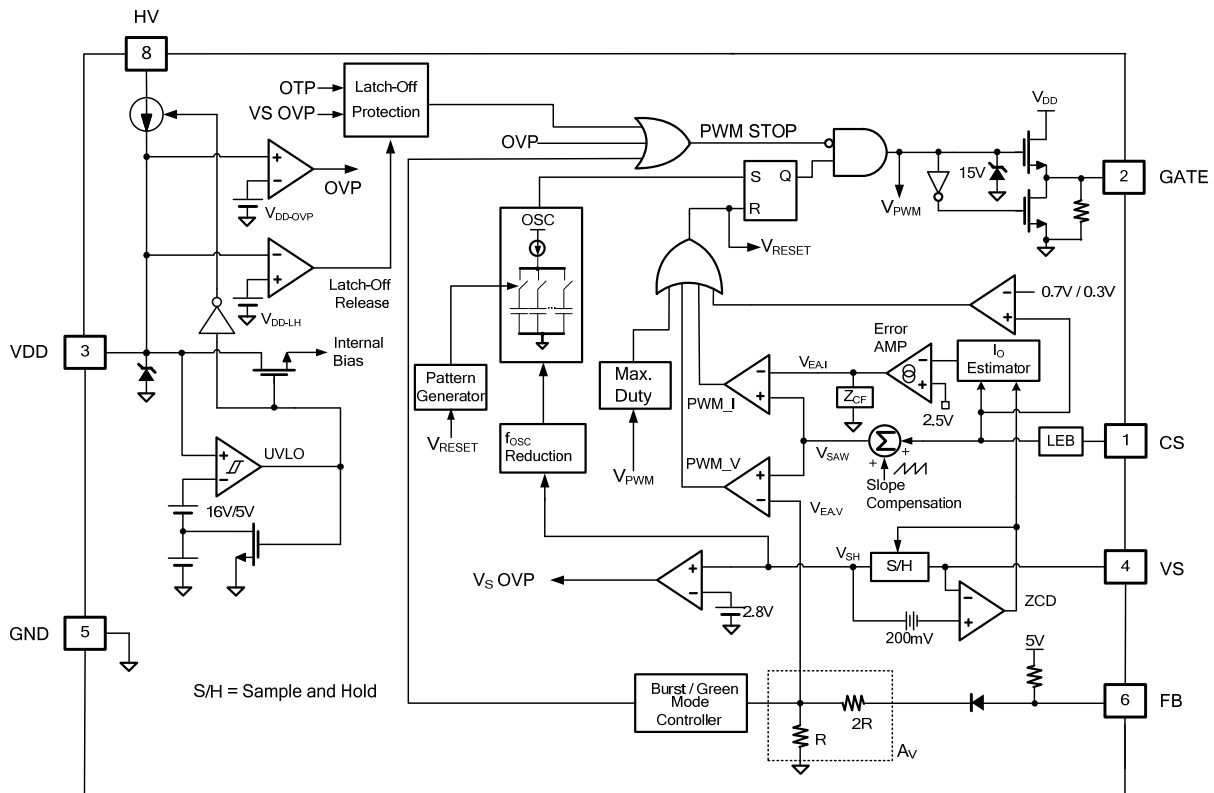 HV
8
OTP
VS OVP
Latch-Off
Protection
OVP
PWM STOP
VDD
15V
2
GATE
VPWM
S
Q
R
VRESET
+
−
OVP
VDD-OVP
−
+
Latch-Off
Release
VDD-LH
OSC
...
−
+
0.7V / 0.3V
VDD
3
Internal
Bias
Pattern
Generator
VRESET
fOSC
Reduction
Max.
Duty
VPWM
PWM_I
−
+
VEA.I
ZCF
Error
AMP
−
+
2.5V
IO
Estimator
LEB
1
CS
+
−
UVLO
16V/5V
PWM_V
+
−
VSAW
Σ
+
+
Slope
Compensation
VEA.V
VS OVP
+
−
2.8V
VSH
S/H
4
VS
−
+
ZCD
200mV
GND
5
S/H = Sample and Hold
Burst / Green
Mode
Controller
R
2R
AV
5V
6
FB